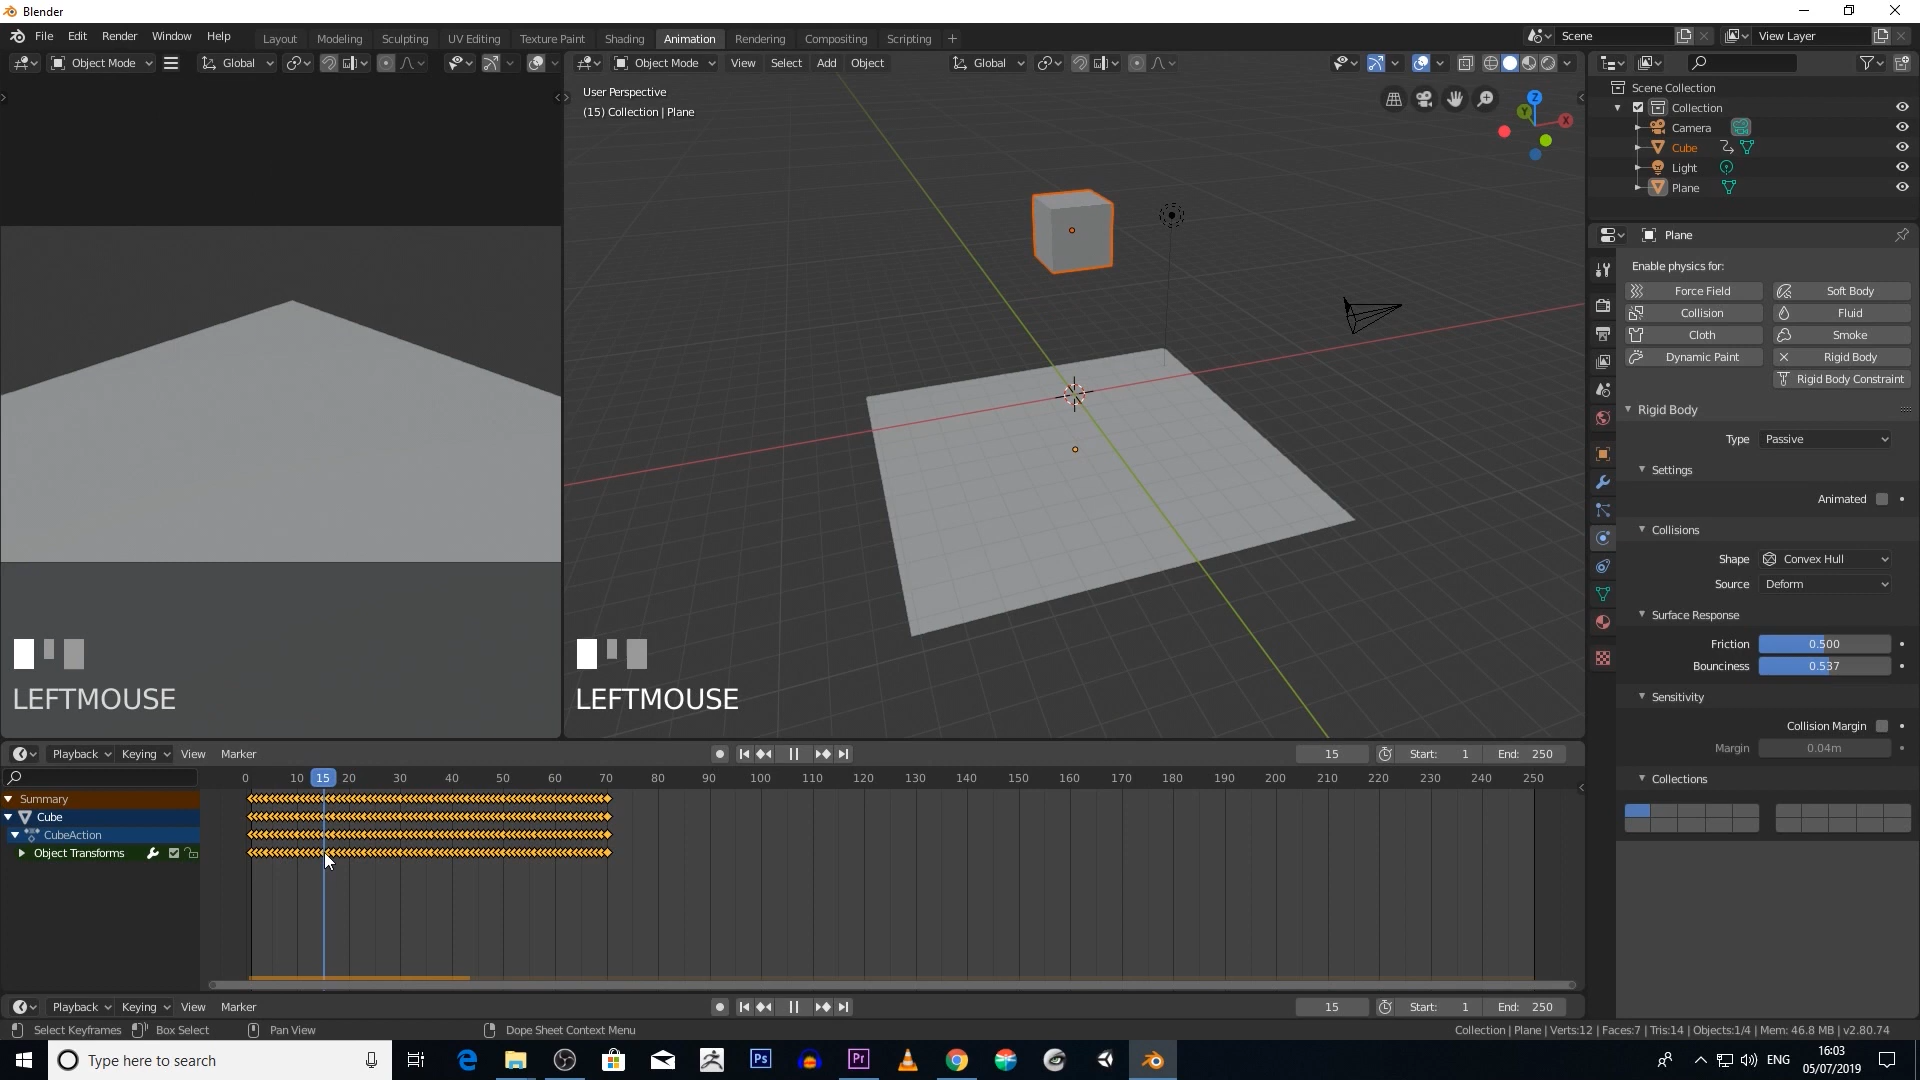 Blender
File Edit Render Window Help
Layout Modeling Sculpting UV Editing Texture Paint Shading Animation Rendering Compositing Scripting +
Scene View Layer
Object Mode Global
Object Mode View Select Add Object Global
User Perspective
(15) Collection | Plane
Z
Y
X
LEFTMOUSE
LEFTMOUSE
Scene Collection
Collection
Camera
Cube
Light
Plane
Plane
Enable physics for:
Force Field Soft Body
Collision Fluid
Cloth Smoke
Dynamic Paint Rigid Body
Rigid Body Constraint
Rigid Body
Type Passive
Settings
Animated
Collisions
Shape Convex Hull
Source Deform
Surface Response
Friction 0.500
Bounciness 0.537
Sensitivity
Collision Margin
Margin 0.04m
Collections
Playback Keying View Marker 15 Start: 1 End: 250
0 10 15 20 30 40 50 60 70 80 90 100 110 120 130 140 150 160 170 180 190 200 210 220 230 240 250
Summary
Cube
CubeAction
Object Transforms
Playback Keying View Marker 15 Start: 1 End: 250
Select Keyframes Box Select Pan View Dope Sheet Context Menu Collection | Plane | Verts:12 | Faces:7 | Tris:14 | Objects:1/4 | Mem: 46.8 MB | v2.80.74
Type here to search
Ps
Pr
ENG
16:03
05/07/2019